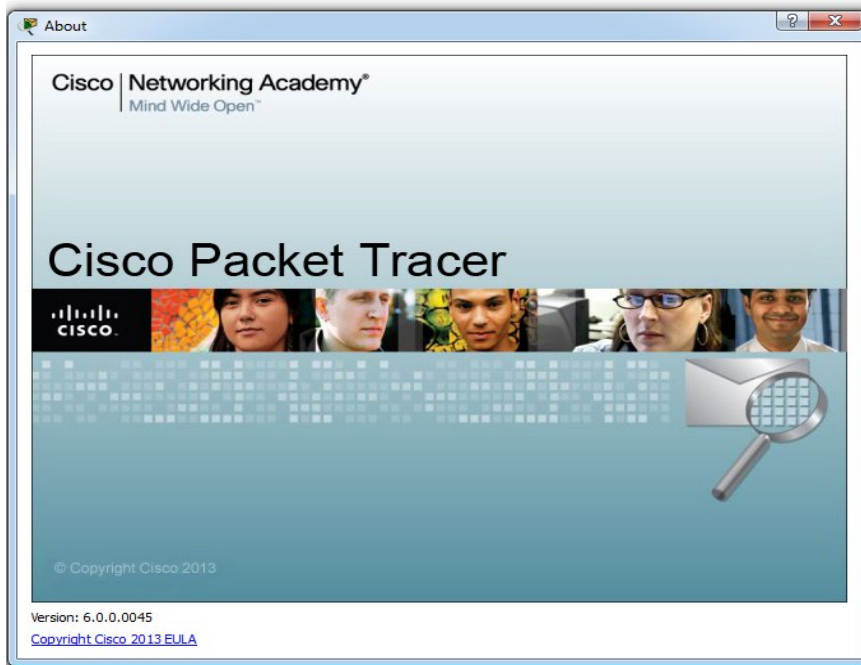 About
Cisco Networking Academy®
Mind Wide Open™
Cisco Packet Tracer
CISCO
© Copyright Cisco 2013
Version: 6.0.0.0045
Copyright Cisco 2013 EULA